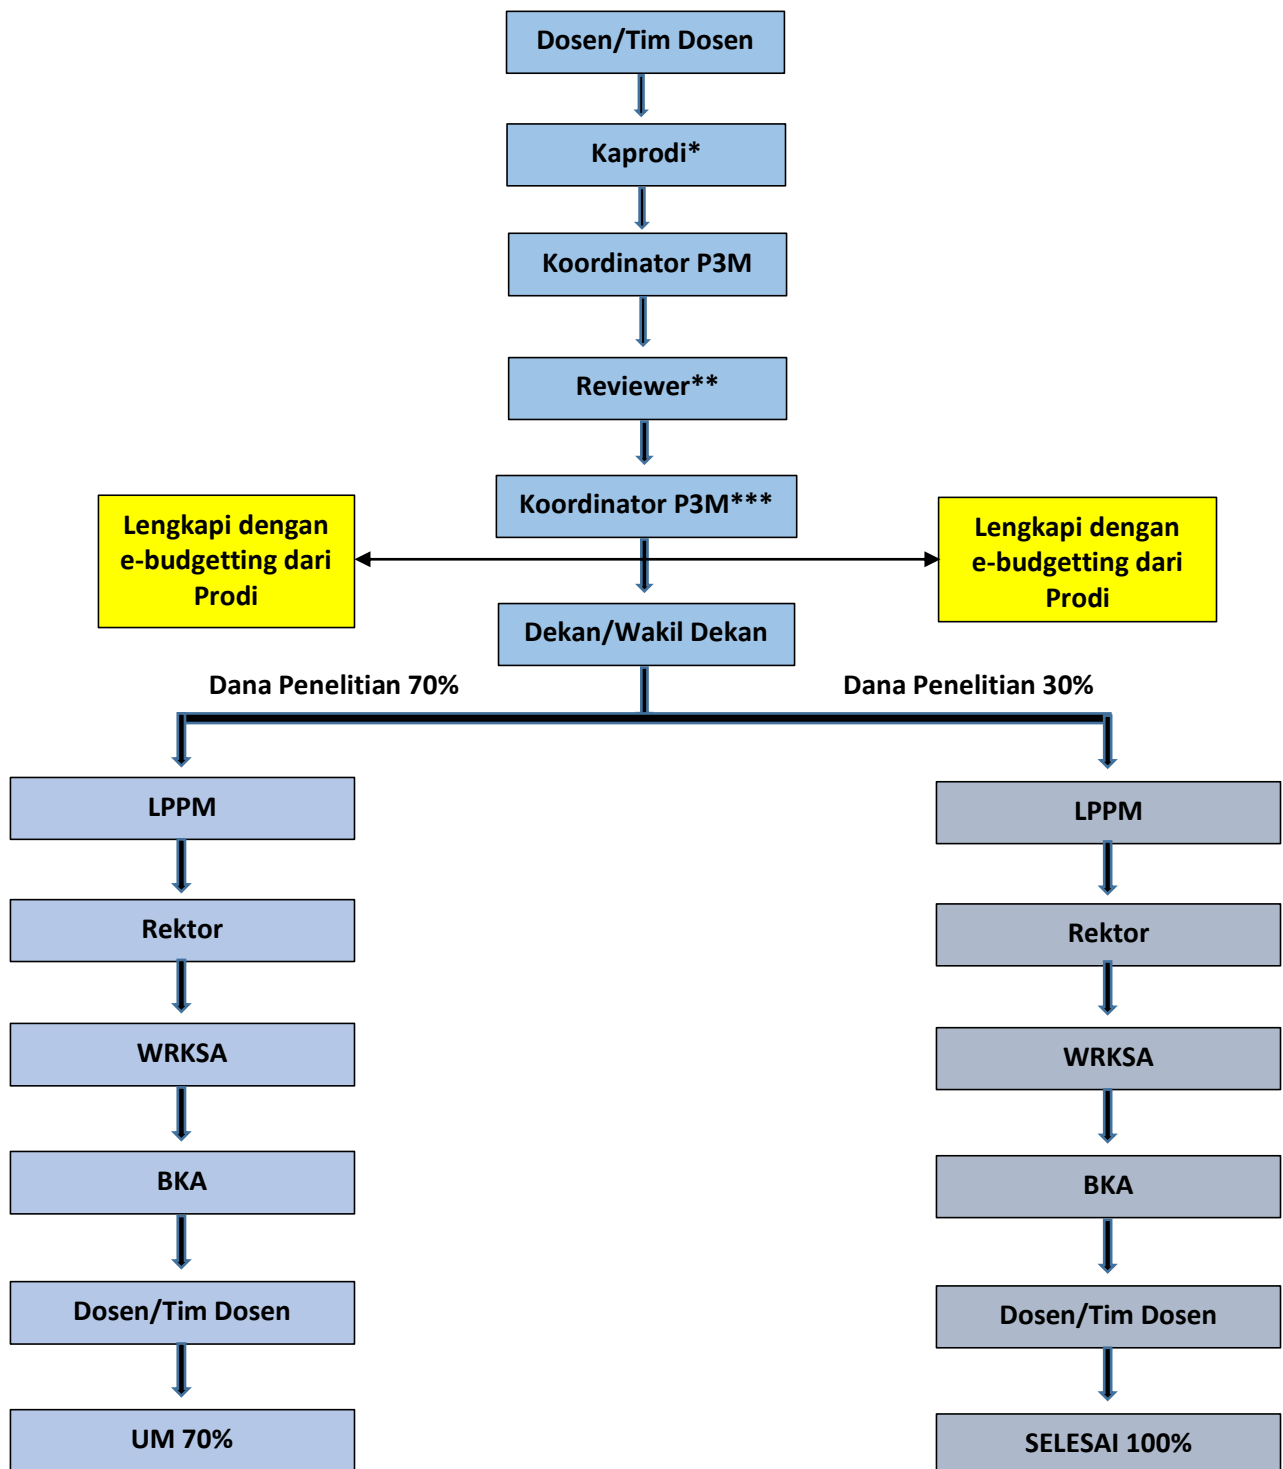 Dosen/Tim Dosen
Kaprodi*
Koordinator P3M
Reviewer**
Koordinator P3M***
Lengkapi dengan
e-budgetting dari
Prodi
Lengkapi dengan
e-budgetting dari
Prodi
Dekan/Wakil Dekan
Dana Penelitian 70%
Dana Penelitian 30%
LPPM
Rektor
WRKSA
BKA
Dosen/Tim Dosen
UM 70%
LPPM
Rektor
WRKSA
BKA
Dosen/Tim Dosen
SELESAI 100%